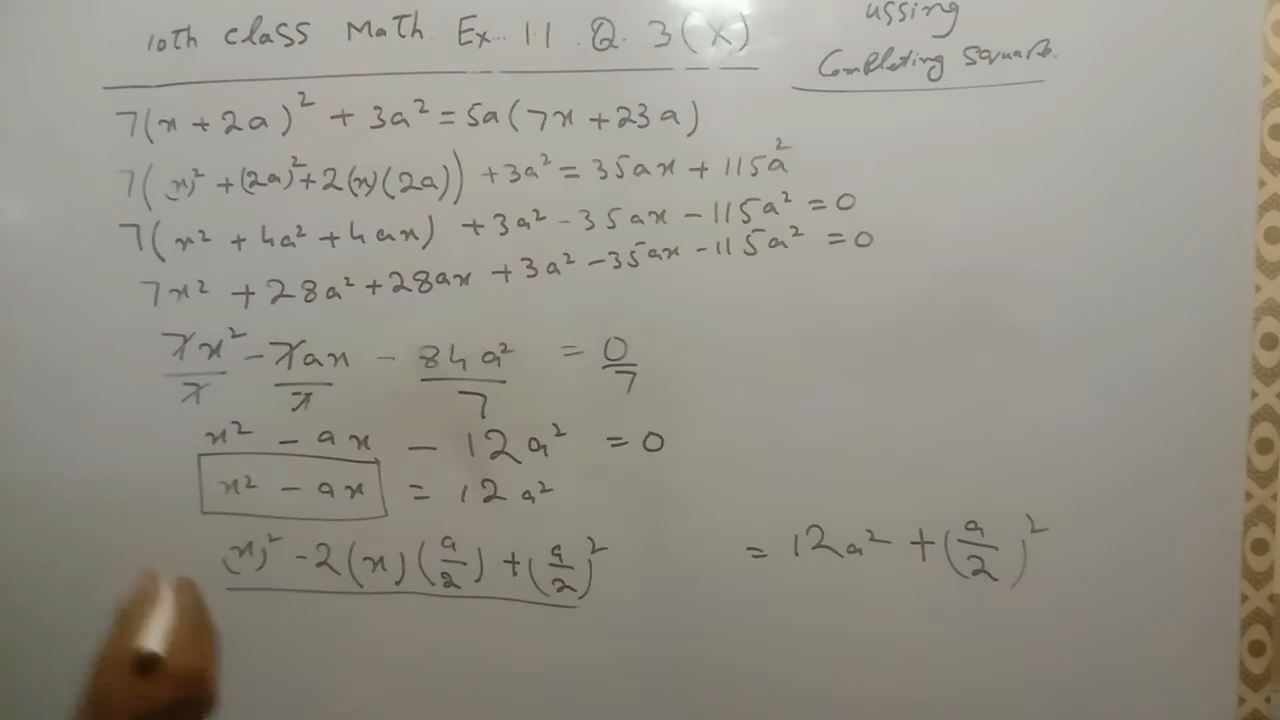 10th class Math Ex. 1.1 Q. 3(x)
ussing
Completing square.
7(x + 2a)² + 3a² = 5a(7x + 23a)
7((x)² + (2a)² + 2(x)(2a)) + 3a² = 35ax + 115a²
7(x² + 4a² + 4ax) + 3a² - 35ax - 115a² = 0
7x² + 28a² + 28ax + 3a² - 35ax - 115a² = 0
7x²/7 - 7ax/7 - 84a²/7 = 0/7
x² - ax - 12a² = 0
x² - ax = 12a²
(x)² - 2(x)(a/2) + (a/2)² = 12a² + (a/2)²